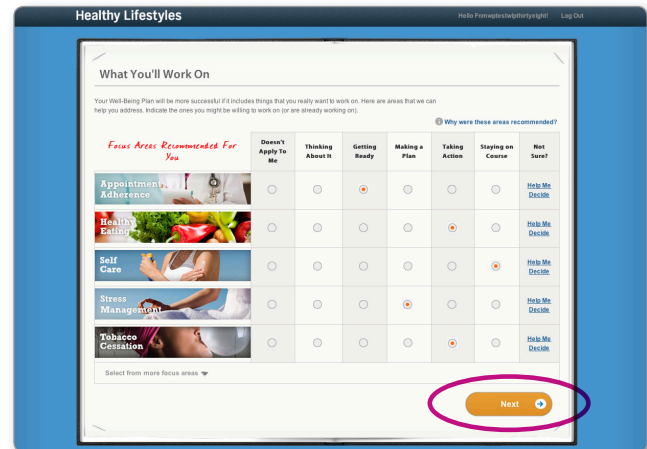 Healthy Lifestyles
Hello Fnmwptestwlpthirtyeight! Log Out
What You'll Work On
Your Well-Being Plan will be more successful if it includes things that you really want to work on. Here are areas that we can
help you address. Indicate the ones you might be willing to work on (or are already working on).
Why were these areas recommended?
Focus Areas Recommended For
You
Doesn't
Apply To
Me
Thinking
About It
Getting
Ready
Making a
Plan
Taking
Action
Staying on
Course
Not
Sure?
Appointment
Adherence
Help Me
Decide
Healthy
Eating
Help Me
Decide
Self
Care
Help Me
Decide
Stress
Management
Help Me
Decide
Tobacco
Cessation
Help Me
Decide
Select from more focus areas
Next